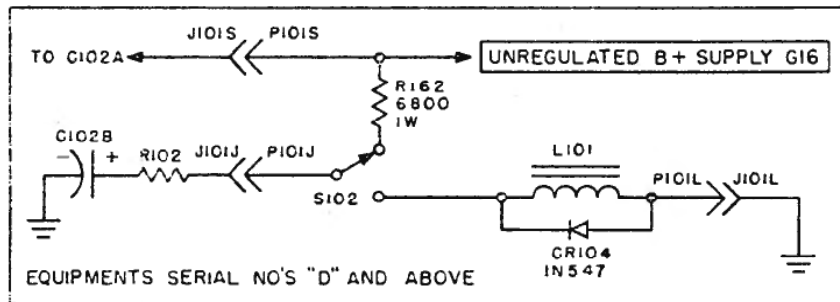 J101S P101S
TO C102A
UNREGULATED B+ SUPPLY G16
R162
6800
1W
C102B
- +
R102
J101J P101J
S102
L101
P101L J101L
CR104
1N547
EQUIPMENTS SERIAL NO'S "D" AND ABOVE